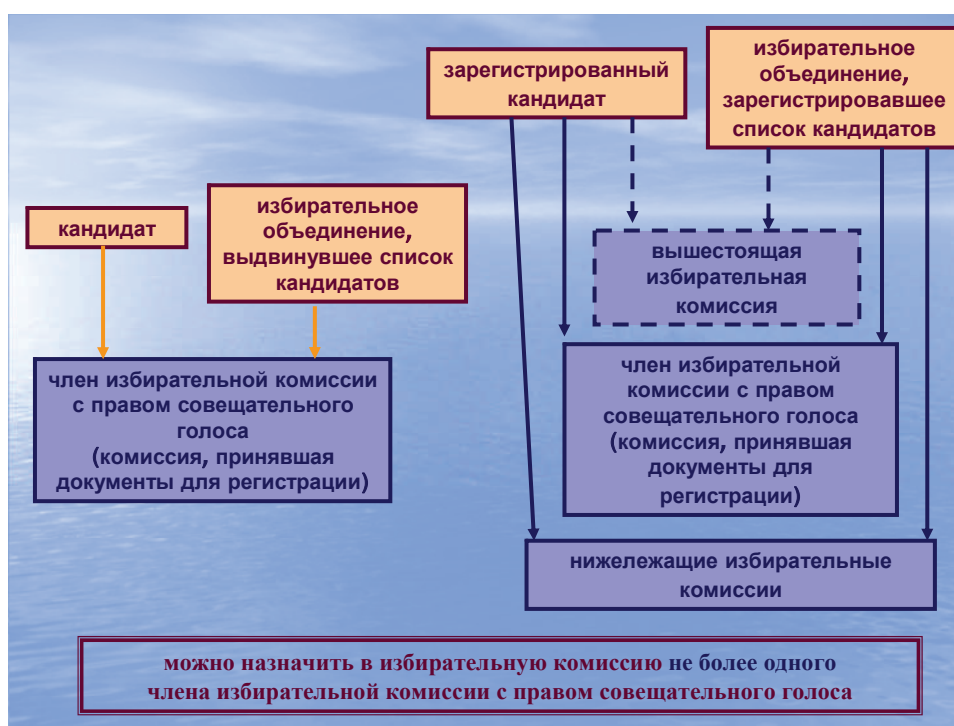 зарегистрированный
кандидат
избирательное
объединение,
зарегистрировавшее
список кандидатов
кандидат
избирательное
объединение,
выдвинувшее список
кандидатов
вышестоящая
избирательная
комиссия
член избирательной комиссии
с правом совещательного
голоса
(комиссия, принявшая
документы для регистрации)
член избирательной
комиссии с правом
совещательного голоса
(комиссия, принявшая
документы для
регистрации)
нижележащие избирательные
комиссии
можно назначить в избирательную комиссию не более одного
члена избирательной комиссии с правом совещательного голоса